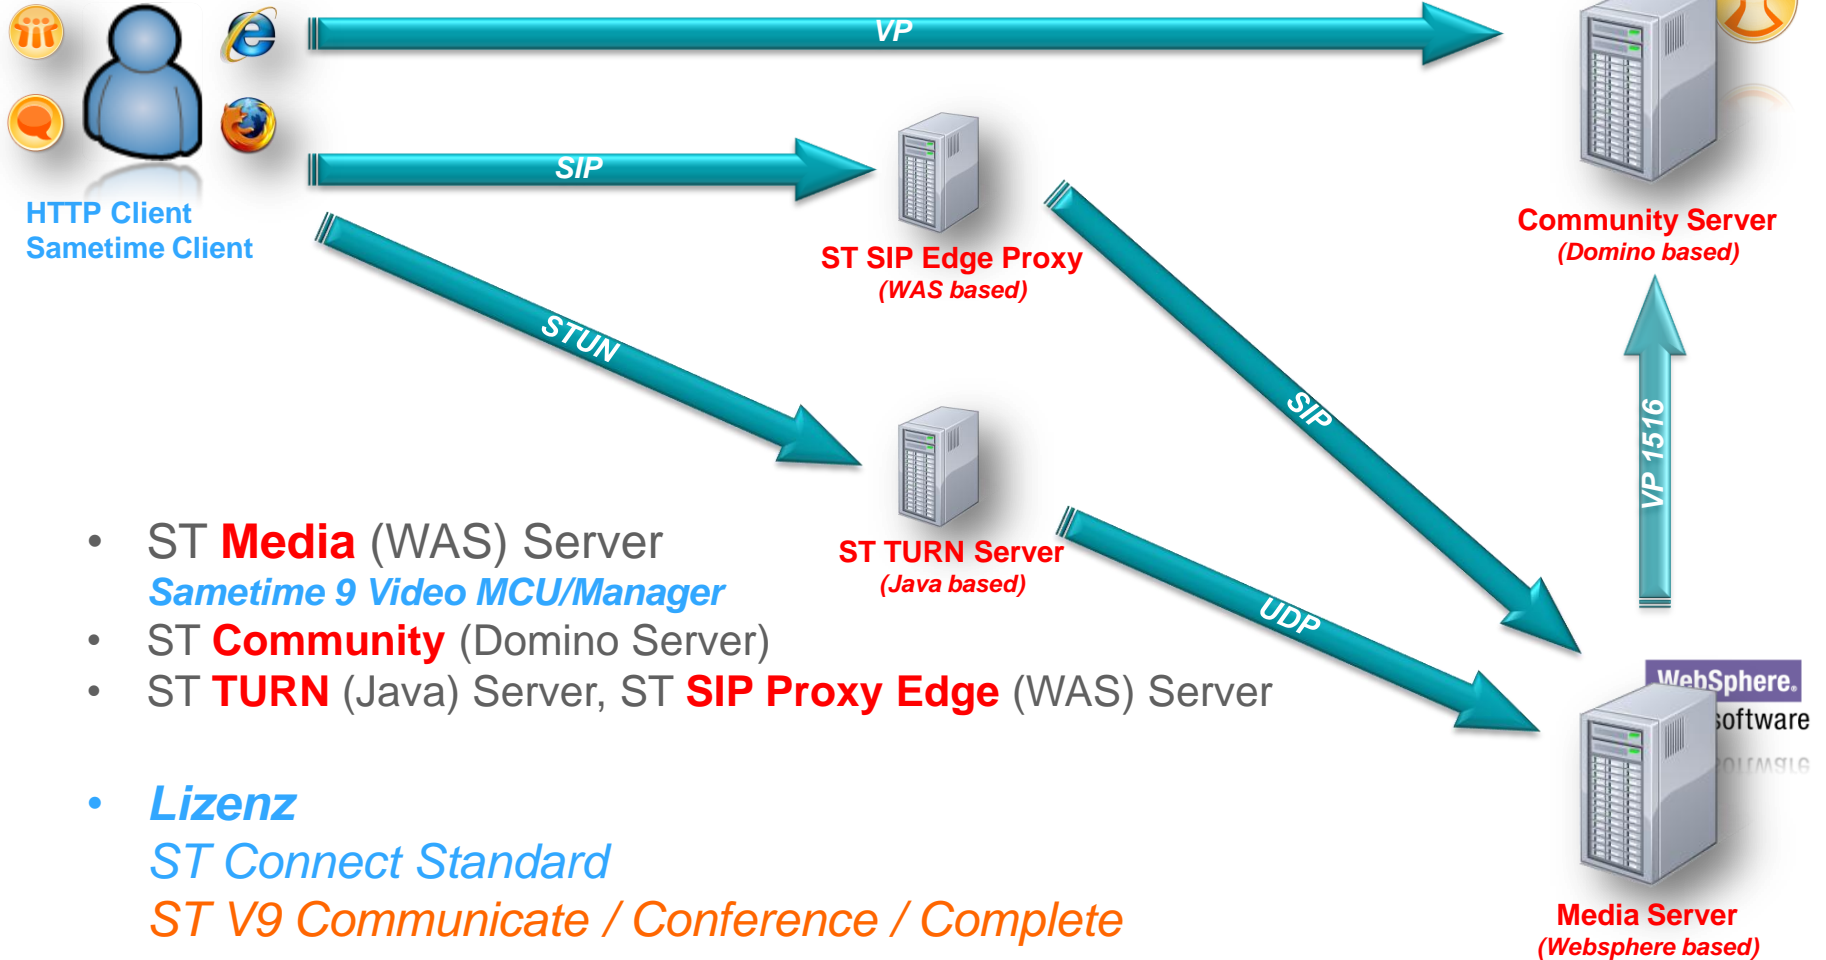 VP
SIP
HTTP Client
Sametime Client
ST SIP Edge Proxy
(WAS based)
Community Server
(Domino based)
STUN
SIP
VP 1516
ST TURN Server
(Java based)
UDP
• ST Media (WAS) Server
Sametime 9 Video MCU/Manager
• ST Community (Domino Server)
• ST TURN (Java) Server, ST SIP Proxy Edge (WAS) Server
WebSphere.
software
• Lizenz
ST Connect Standard
ST V9 Communicate / Conference / Complete
Media Server
(Websphere based)